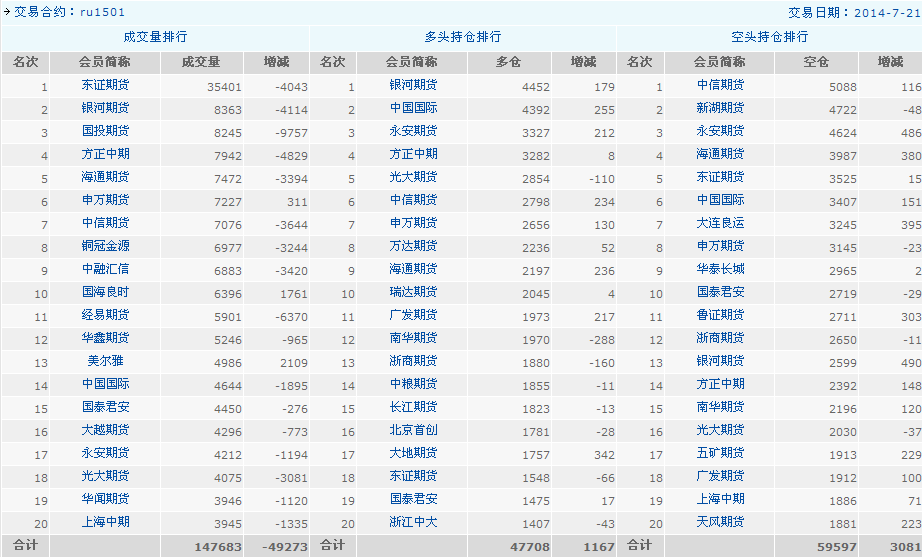 交易合约：ru1501 交易日期：2014-7-21
成交量排行 多头持仓排行 空头持仓排行
名次 会员简称 成交量 增减 名次 会员简称 多仓 增减 名次 会员简称 空仓 增减
1 东证期货 35401 -4043 1 银河期货 4452 179 1 中信期货 5088 116
2 银河期货 8363 -4114 2 中国国际 4392 255 2 新湖期货 4722 -48
3 国投期货 8245 -9757 3 永安期货 3327 212 3 永安期货 4624 486
4 方正中期 7942 -4829 4 方正中期 3282 8 4 海通期货 3987 380
5 海通期货 7472 -3394 5 光大期货 2854 -110 5 东证期货 3525 15
6 申万期货 7227 311 6 中信期货 2798 234 6 中国国际 3407 151
7 中信期货 7076 -3644 7 申万期货 2656 130 7 大连良运 3245 395
8 铜冠金源 6977 -3244 8 万达期货 2236 52 8 申万期货 3145 -23
9 中融汇信 6883 -3420 9 海通期货 2197 236 9 华泰长城 2965 2
10 国海良时 6396 1761 10 瑞达期货 2045 4 10 国泰君安 2719 -29
11 经易期货 5901 -6370 11 广发期货 1973 217 11 鲁证期货 2711 303
12 华鑫期货 5246 -965 12 南华期货 1970 -288 12 浙商期货 2650 -11
13 美尔雅 4986 2109 13 浙商期货 1880 -160 13 银河期货 2599 490
14 中国国际 4644 -1895 14 中粮期货 1855 -11 14 方正中期 2392 148
15 国泰君安 4450 -276 15 长江期货 1823 -13 15 南华期货 2196 120
16 大越期货 4296 -773 16 北京首创 1781 -28 16 光大期货 2030 -37
17 永安期货 4212 -1194 17 大地期货 1757 342 17 五矿期货 1913 229
18 光大期货 4075 -3081 18 东证期货 1548 -66 18 广发期货 1912 100
19 华闻期货 3946 -1120 19 国泰君安 1475 17 19 上海中期 1886 71
20 上海中期 3945 -1335 20 浙江中大 1407 -43 20 天风期货 1881 223
合计 147683 -49273 合计 47708 1167 合计 59597 3081